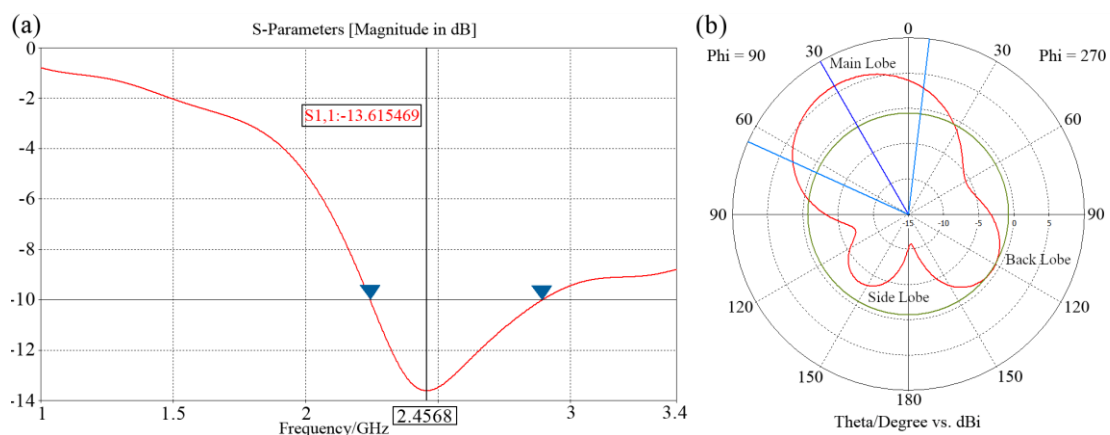 (a)
S-Parameters [Magnitude in dB]
0
-2
-4
-6
-8
-10
-12
-14
S1,1:-13.615469
1
1.5
2
2.4568
3
3.4
Frequency/GHz
(b)
0
Phi = 90
30
Main Lobe
30
Phi = 270
60
60
90
-15
-10
-5
0
5
90
Back Lobe
Side Lobe
120
120
150
150
180
Theta/Degree vs. dBi